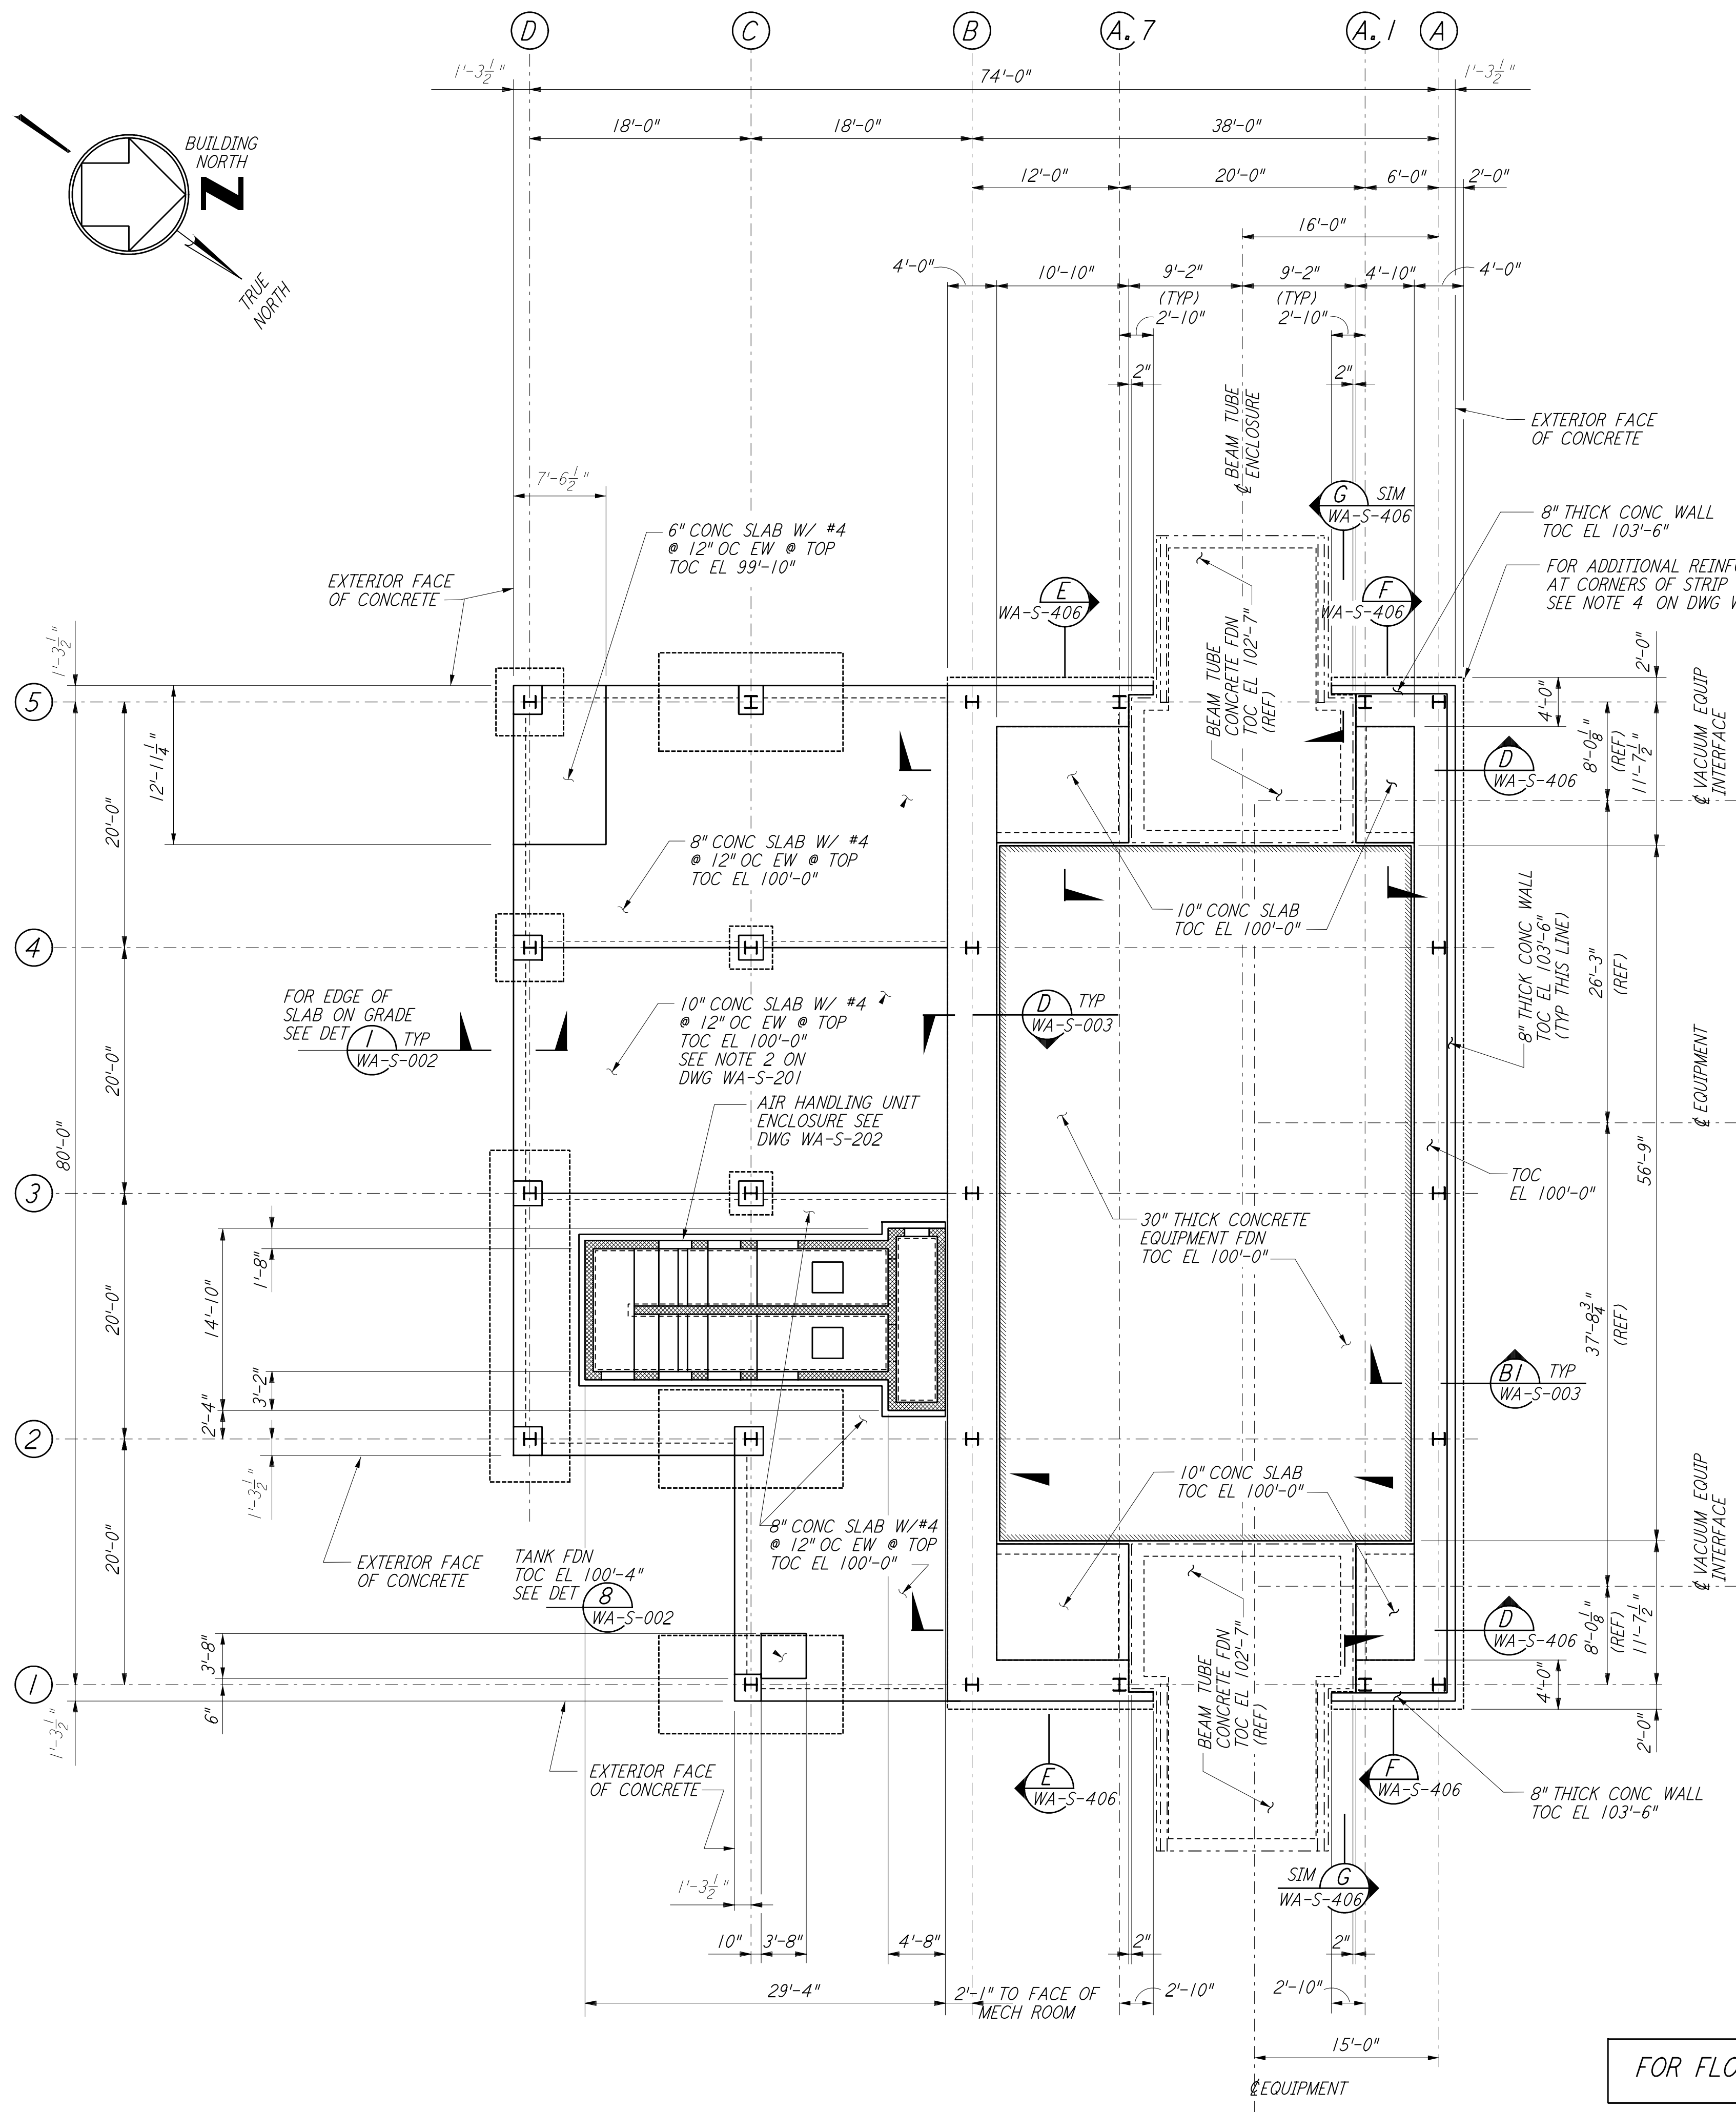 D
C
B
A.7
A.1
A
1'-3 1/2"
74'-0"
1'-3 1/2"
18'-0"
18'-0"
38'-0"
BUILDING
NORTH
N
TRUE
NORTH
12'-0"
20'-0"
6'-0"
2'-0"
16'-0"
4'-0"
10'-10"
9'-2"
9'-2"
4'-10"
4'-0"
(TYP)
2'-10"
(TYP)
2'-10"
2"
2"
℄ BEAM TUBE
ENCLOSURE
EXTERIOR FACE
OF CONCRETE
7'-6 1/2"
G SIM
WA-S-406
8" THICK CONC WALL
TOC EL 103'-6"
6" CONC SLAB W/ #4
@ 12" OC EW @ TOP
TOC EL 99'-10"
EXTERIOR FACE
OF CONCRETE
E
WA-S-406
F
WA-S-406
FOR ADDITIONAL
AT CORNERS OF STRIP
SEE NOTE 4 ON DWG
BEAM TUBE
CONCRETE FDN
TOC EL 102'-7"
(REF)
1'-3 1/2"
2'-0"
4'-0"
5
12'-11 1/4"
20'-0"
8'-0 1/8"
(REF)
11'-7 1/2"
℄ VACUUM EQUIP
INTERFACE
D
WA-S-406
8" CONC SLAB W/ #4
@ 12" OC EW @ TOP
TOC EL 100'-0"
10" CONC SLAB
TOC EL 100'-0"
8" THICK CONC WALL
TOC EL 103'-6"
(TYP THIS LINE)
26'-3"
(REF)
4
FOR EDGE OF
SLAB ON GRADE
SEE DET
1 TYP
WA-S-002
10" CONC SLAB W/ #4
@ 12" OC EW @ TOP
TOC EL 100'-0"
SEE NOTE 2 ON
DWG WA-S-201
D TYP
WA-S-003
℄ EQUIPMENT
20'-0"
80'-0"
AIR HANDLING UNIT
ENCLOSURE SEE
DWG WA-S-202
56'-9"
TOC
EL 100'-0"
3
30" THICK CONCRETE
EQUIPMENT FDN
TOC EL 100'-0"
1'-8"
14'-10"
20'-0"
3'-2"
2'-4"
37'-8 3/4"
(REF)
B1 TYP
WA-S-003
2
1'-3 1/2"
10" CONC SLAB
TOC EL 100'-0"
℄ VACUUM EQUIP
INTERFACE
8" CONC SLAB W/#4
@ 12" OC EW @ TOP
TOC EL 100'-0"
EXTERIOR FACE
OF CONCRETE
TANK FDN
TOC EL 100'-4"
SEE DET
8
WA-S-002
20'-0"
3'-8"
6"
8'-0 1/8"
(REF)
11'-7 1/2"
D
WA-S-406
BEAM TUBE
CONCRETE FDN
TOC EL 102'-7"
(REF)
1
1'-3 1/2"
4'-0"
2'-0"
EXTERIOR FACE
OF CONCRETE
E
WA-S-406
F
WA-S-406
8" THICK CONC WALL
TOC EL 103'-6"
SIM G
WA-S-406
1'-3 1/2"
10"
3'-8"
4'-8"
2"
2"
29'-4"
2'-1" TO FACE OF
MECH ROOM
2'-10"
2'-10"
15'-0"
℄ EQUIPMENT
FOR